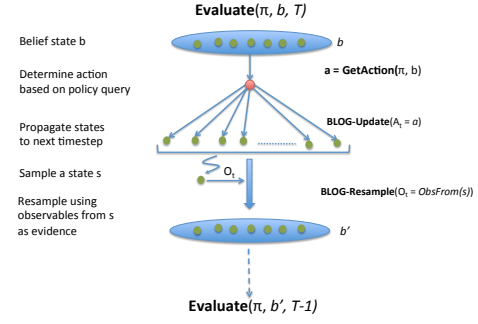 Evaluate(π, b, T)
Belief state b
b
Determine action
based on policy query
a = GetAction(π, b)
Propagate states
to next timestep
BLOG-Update(Aₜ = a)
Sample a state s
Oₜ
Resample using
observables from s
as evidence
BLOG-Resample(Oₜ = ObsFrom(s))
b'
Evaluate(π, b', T-1)